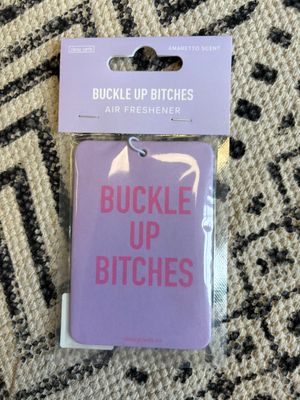 AMARETTO SCENT
BUCKLE UP BITCHES
AIR FRESHENER
BUCKLE
UP
BITCHES